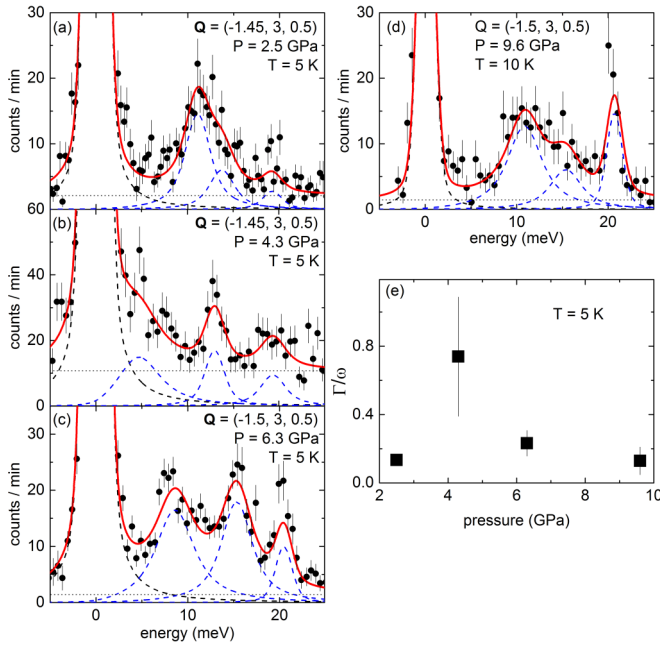 (a)
Q = (-1.45, 3, 0.5)
P = 2.5 GPa
T = 5 K
30
20
10
60
counts / min
(b)
Q = (-1.45, 3, 0.5)
P = 4.3 GPa
T = 5K
40
20
0
counts / min
(c)
Q = (-1.5, 3, 0.5)
P = 6.3 GPa
T = 5 K
30
20
10
0
counts / min
0 10 20
energy (meV)
(d)
Q = (-1.5, 3, 0.5)
P = 9.6 GPa
T = 10 K
30
20
10
0
counts / min
0 10 20
energy (meV)
(e)
T = 5 K
0.8
0.4
0.0
Γ/ω
2 4 6 8 10
pressure (GPa)